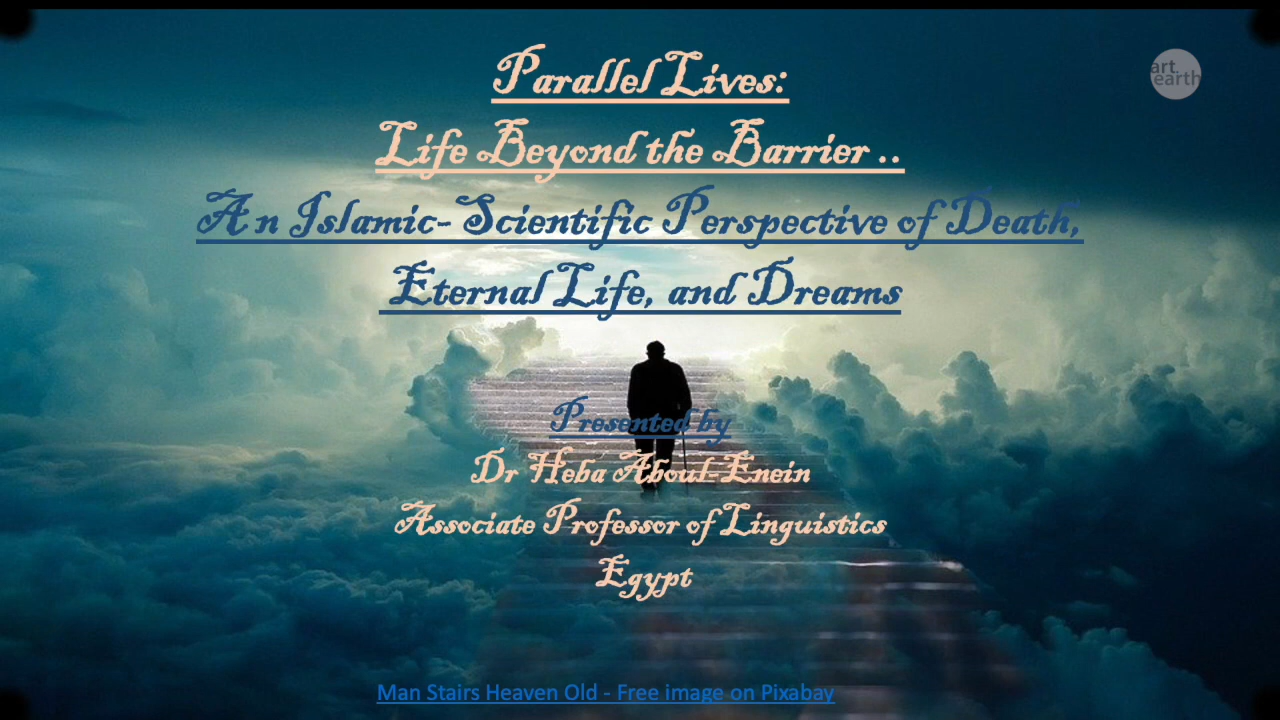 Parallel Lives:
art
earth
Life Beyond the Barrier ..
An Islamic-Scientific Perspective of Death,
Eternal Life, and Dreams
Presented by
Dr Heba Aboul-Enein
Associate Professor of Linguistics
Egypt
Man Stairs Heaven Old - Free image on Pixabay